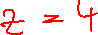 z = 4